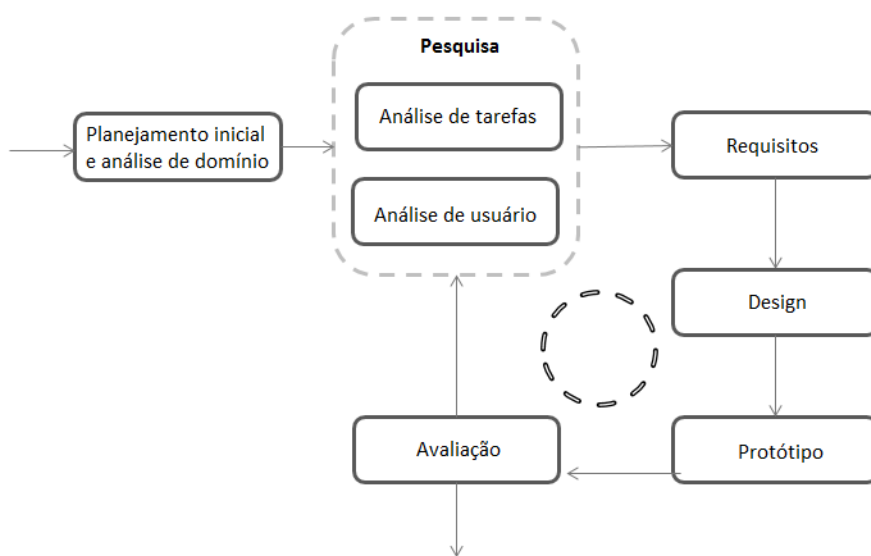 Pesquisa
Análise de tarefas
Planejamento inicial
e análise de domínio
Requisitos
Análise de usuário
Design
Avaliação
Protótipo